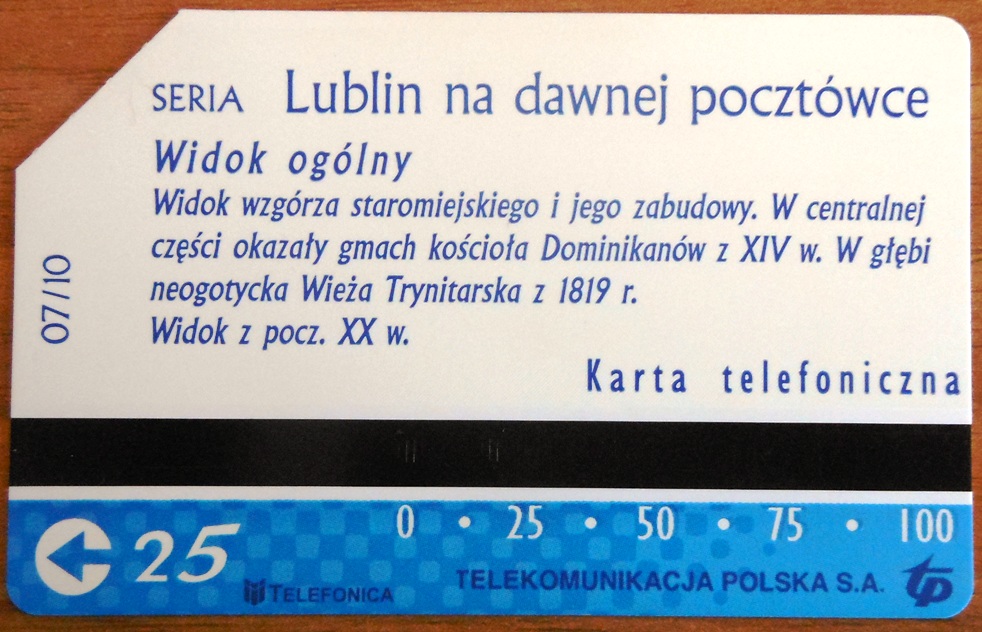 SERIA Lublin na dawnej pocztówce
Widok ogólny
Widok wzgórza staromiejskiego i jego zabudowy. W centralnej
części okazały gmach kościoła Dominikanów z XIV w. W głębi
neogotycka Wieża Trynitarska z 1819 r.
Widok z pocz. XX w.
07/10
Karta telefoniczna
0 • 25 • 50 • 75 • 100
25
TELEFONICA
TELEKOMUNIKACJA POLSKA S.A. tp